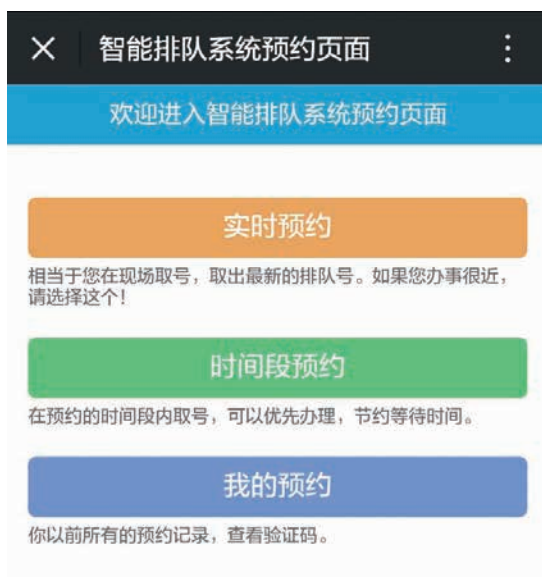 智能排队系统预约页面
欢迎进入智能排队系统预约页面
实时预约
相当于您在现场取号，取出最新的排队号。如果您办事很近，
请选择这个！
时间段预约
在预约的时间段内取号，可以优先办理，节约等待时间。
我的预约
你以前所有的预约记录，查看验证码。